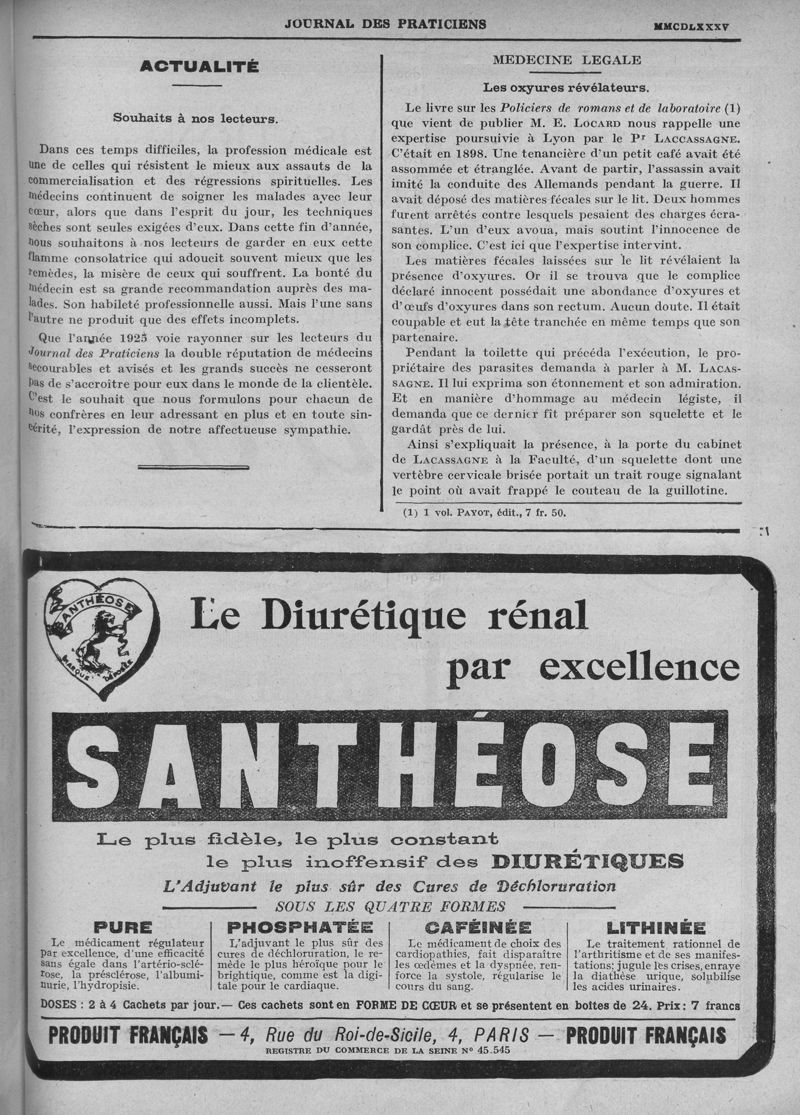 JOURNAL DES PRATICIENS
MMCDLXXXV
ACTUALITÉ
Souhaits à nos lecteurs.
Dans ces temps difficiles, la profession médicale est
une de celles qui résistent le mieux aux assauts de la
commercialisation et des régressions spirituelles. Les
médecins continuent de soigner les malades avec leur
cœur, alors que dans l'esprit du jour, les techniques
sèches sont seules exigées d'eux. Dans cette fin d'année,
nous souhaitons à nos lecteurs de garder en eux cette
flamme consolatrice qui adoucit souvent mieux que les
remèdes, la misère de ceux qui souffrent. La bonté du
médecin est sa grande recommandation auprès des ma-
lades. Son habileté professionnelle aussi. Mais l'une sans
l'autre ne produit que des effets incomplets.
Que l'année 1925 voie rayonner sur les lecteurs du
Journal des Praticiens la double réputation de médecins
secourables et avisés et les grands succès ne cesseront
pas de s'accroître pour eux dans le monde de la clientèle.
C'est le souhait que nous formulons pour chacun de
nos confrères en leur adressant en plus et en toute sin-
cérité, l'expression de notre affectueuse sympathie.
MEDECINE LEGALE
Les oxyures révélateurs.
Le livre sur les Policiers de romans et de laboratoire (1)
que vient de publier M. E. LOCARD nous rappelle une
expertise poursuivie à Lyon par le Pr LACCASSAGNE.
C'était en 1898. Une tenancière d'un petit café avait été
assommée et étranglée. Avant de partir, l'assassin avait
imité la conduite des Allemands pendant la guerre. Il
avait déposé des matières fécales sur le lit. Deux hommes
furent arrêtés contre lesquels pesaient des charges écra-
santes. L'un d'eux avoua, mais soutint l'innocence de
son complice. C'est ici que l'expertise intervint.
Les matières fécales laissées sur le lit révélaient la
présence d'oxyures. Or il se trouva que le complice
déclaré innocent possédait une abondance d'oxyures et
d'œufs d'oxyures dans son rectum. Aucun doute. Il était
coupable et eut la tête tranchée en même temps que son
partenaire.
Pendant la toilette qui précéda l'exécution, le pro-
priétaire des parasites demanda à parler à M. LACAS-
SAGNE. Il lui exprima son étonnement et son admiration.
Et en manière d'hommage au médecin légiste, il
demanda que ce dernier fît préparer son squelette et le
gardât près de lui.
Ainsi s'expliquait la présence, à la porte du cabinet
de LACASSAGNE à la Faculté, d'un squelette dont une
vertèbre cervicale brisée portait un trait rouge signalant
le point où avait frappé le couteau de la guillotine.
(1) 1 vol. PAYOT, édit., 7 fr. 50.
SANTHÉOSE
MARQUE DÉPOSÉE
Le Diurétique rénal
par excellence
SANTHÉOSE
Le plus fidèle, le plus constant
le plus inoffensif des DIURÉTIQUES
L'Adjuvant le plus sûr des Cures de Déchloruration
SOUS LES QUATRE FORMES
PURE
Le médicament régulateur
par excellence, d'une efficacité
sans égale dans l'artério-sclé-
rose, la présclérose, l'albumi-
nurie, l'hydropisie.
PHOSPHATÉE
L'adjuvant le plus sûr des
cures de déchloruration, le re-
mède le plus héroïque pour le
brightique, comme est la digi-
tale pour le cardiaque.
CAFÉINÉE
Le médicament de choix des
cardiopathies, fait disparaître
les œdèmes et la dyspnée, ren-
force la systole, régularise le
cours du sang.
LITHINÉE
Le traitement rationnel de
l'arthritisme et de ses manifes-
tations; jugule les crises, enraye
la diathèse urique, solubilise
les acides urinaires.
DOSES : 2 à 4 Cachets par jour. — Ces cachets sont en FORME DE CŒUR et se présentent en boîtes de 24. Prix : 7 francs
PRODUIT FRANÇAIS — 4, Rue du Roi-de-Sicile, 4, PARIS — PRODUIT FRANÇAIS
REGISTRE DU COMMERCE DE LA SEINE N° 45.545